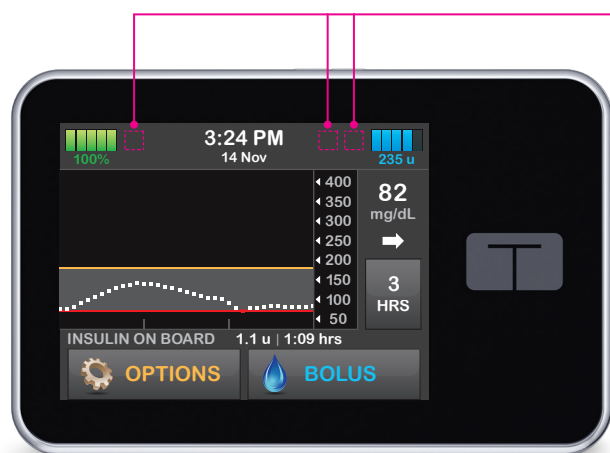 3:24 PM
14 Nov
100%
235 u
400
350
300
250
200
150
100
50
82
mg/dL
3
HRS
INSULIN ON BOARD 1.1 u | 1:09 hrs
OPTIONS
BOLUS